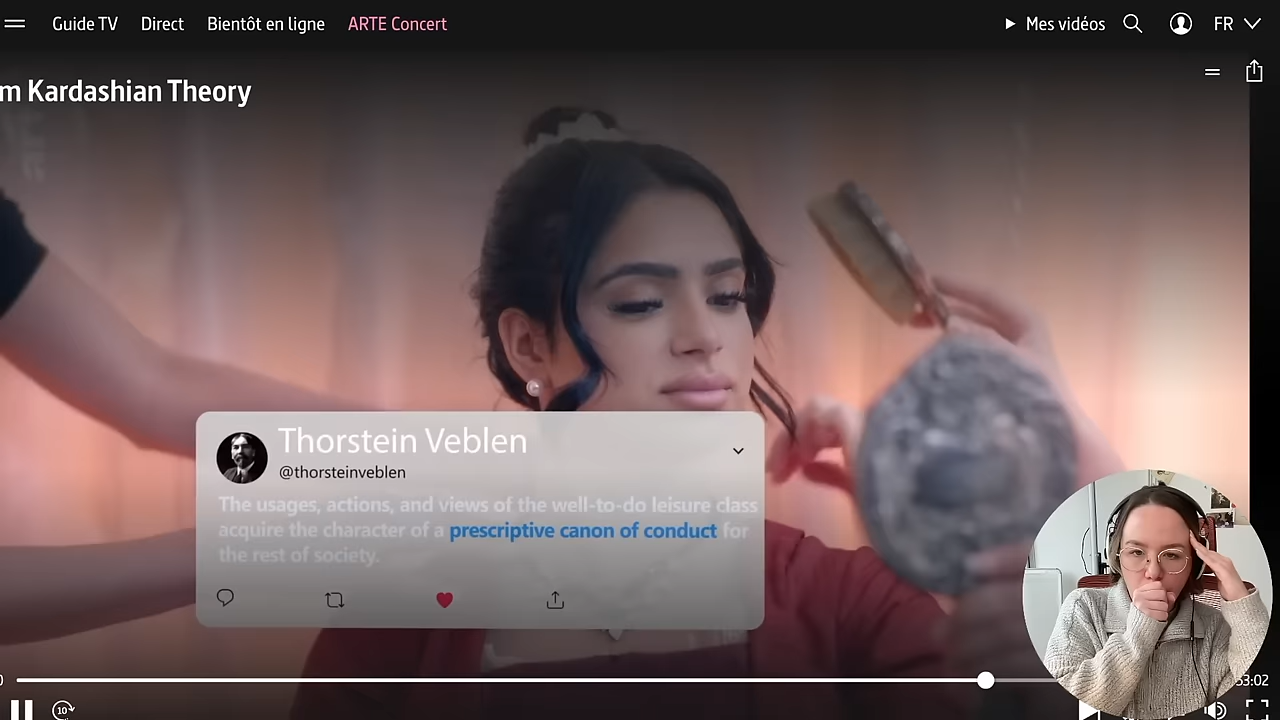 Guide TV Direct Bientôt en ligne ARTE Concert Mes vidéos FR
m Kardashian Theory
Thorstein Veblen
@thorsteinveblen
The usages, actions, and views of the well-to-do leisure class
acquire the character of a prescriptive canon of conduct for
the rest of society.
53:02
10